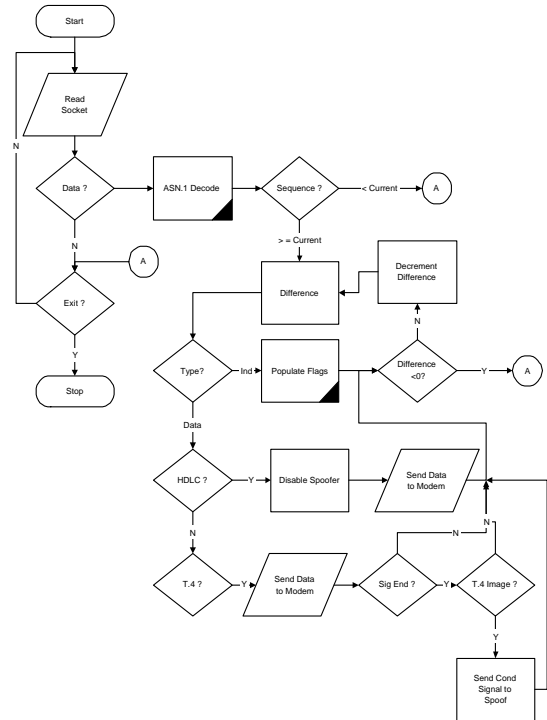 Start
Read
Socket
N
Data ?
ASN.1 Decode
Sequence ?
< Current
A
N
> = Current
A
Exit ?
Difference
Decrement
Difference
Y
N
Stop
Type?
Ind
Populate Flags
Difference
<0?
Y
A
Data
HDLC ?
Y
Disable Spoofer
Send Data
to Modem
N
N
N
T.4 ?
Y
Send Data
to Modem
Sig End ?
Y
T.4 Image ?
Y
Send Cond
Signal to
Spoof